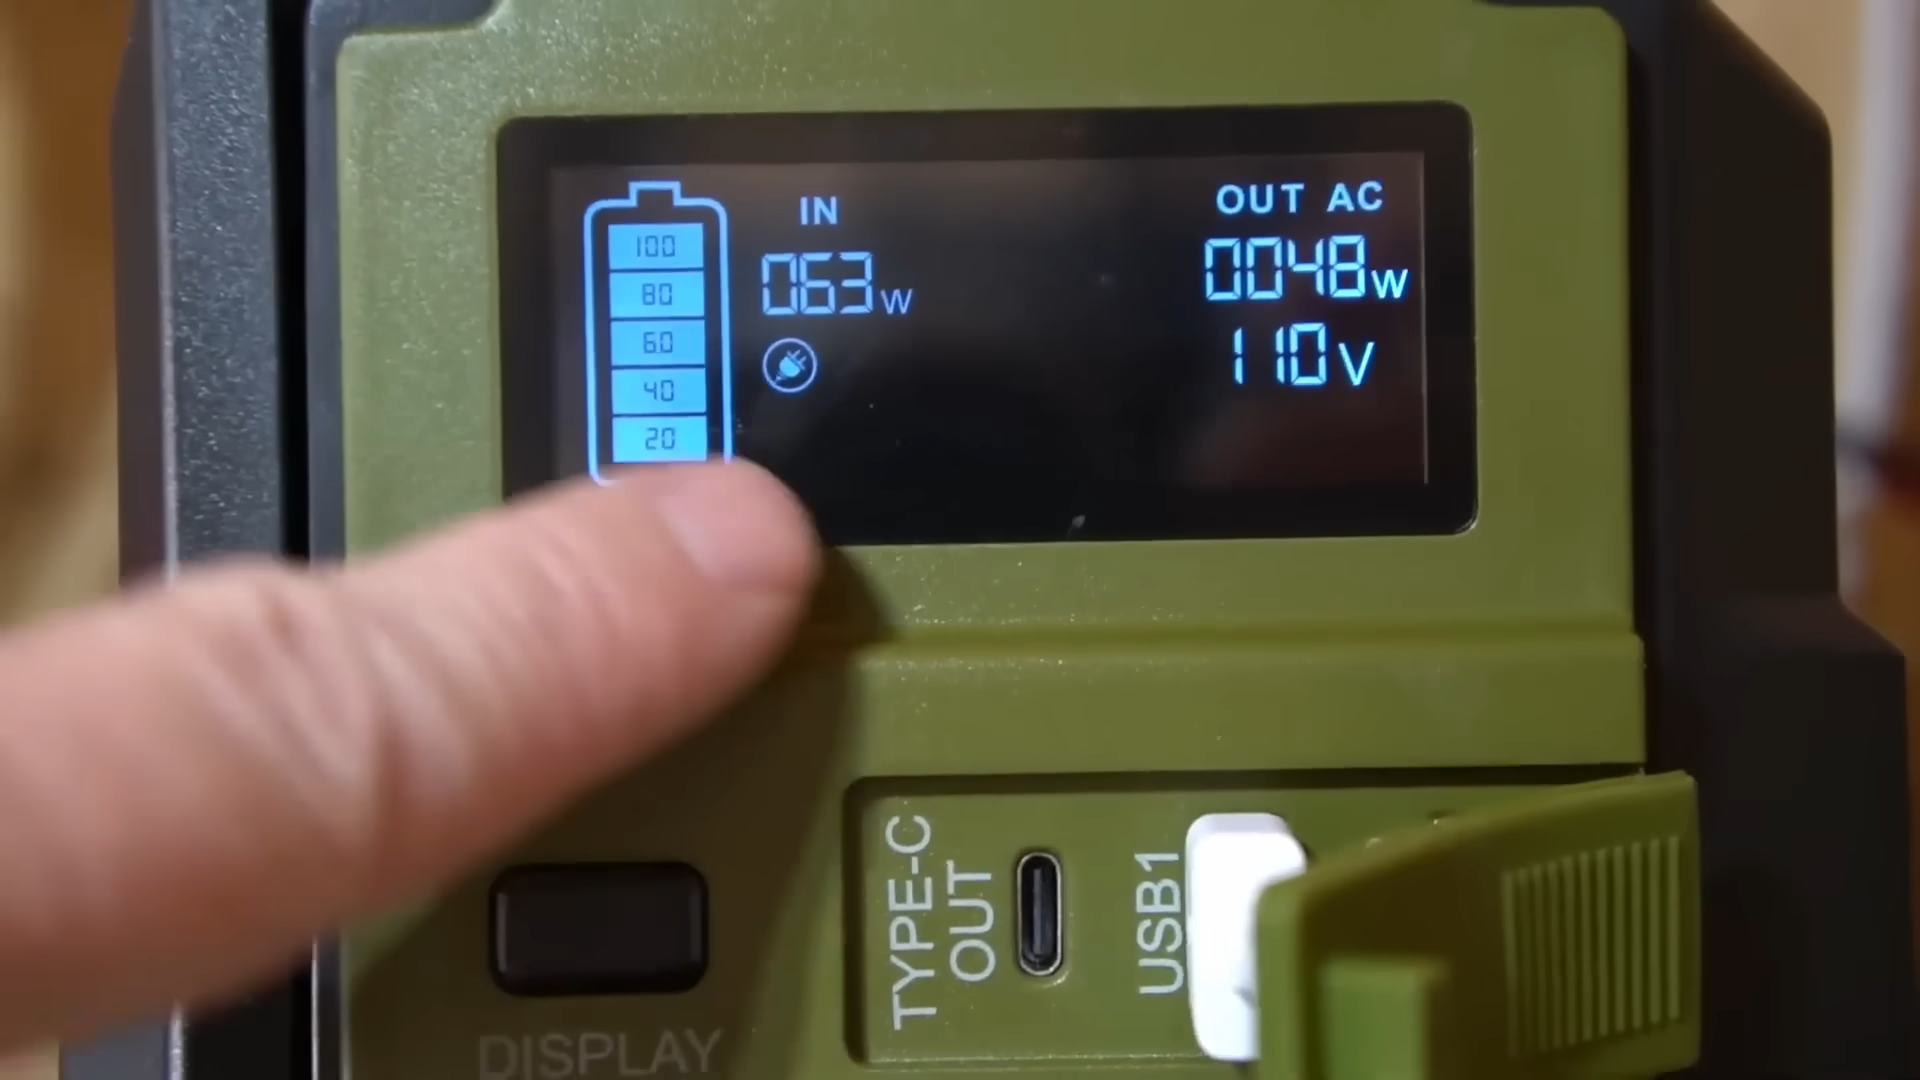 100
80
60
40
20
IN
063W
OUT AC
0048W
110V
TYPE-C
OUT
USB1
DISPLAY